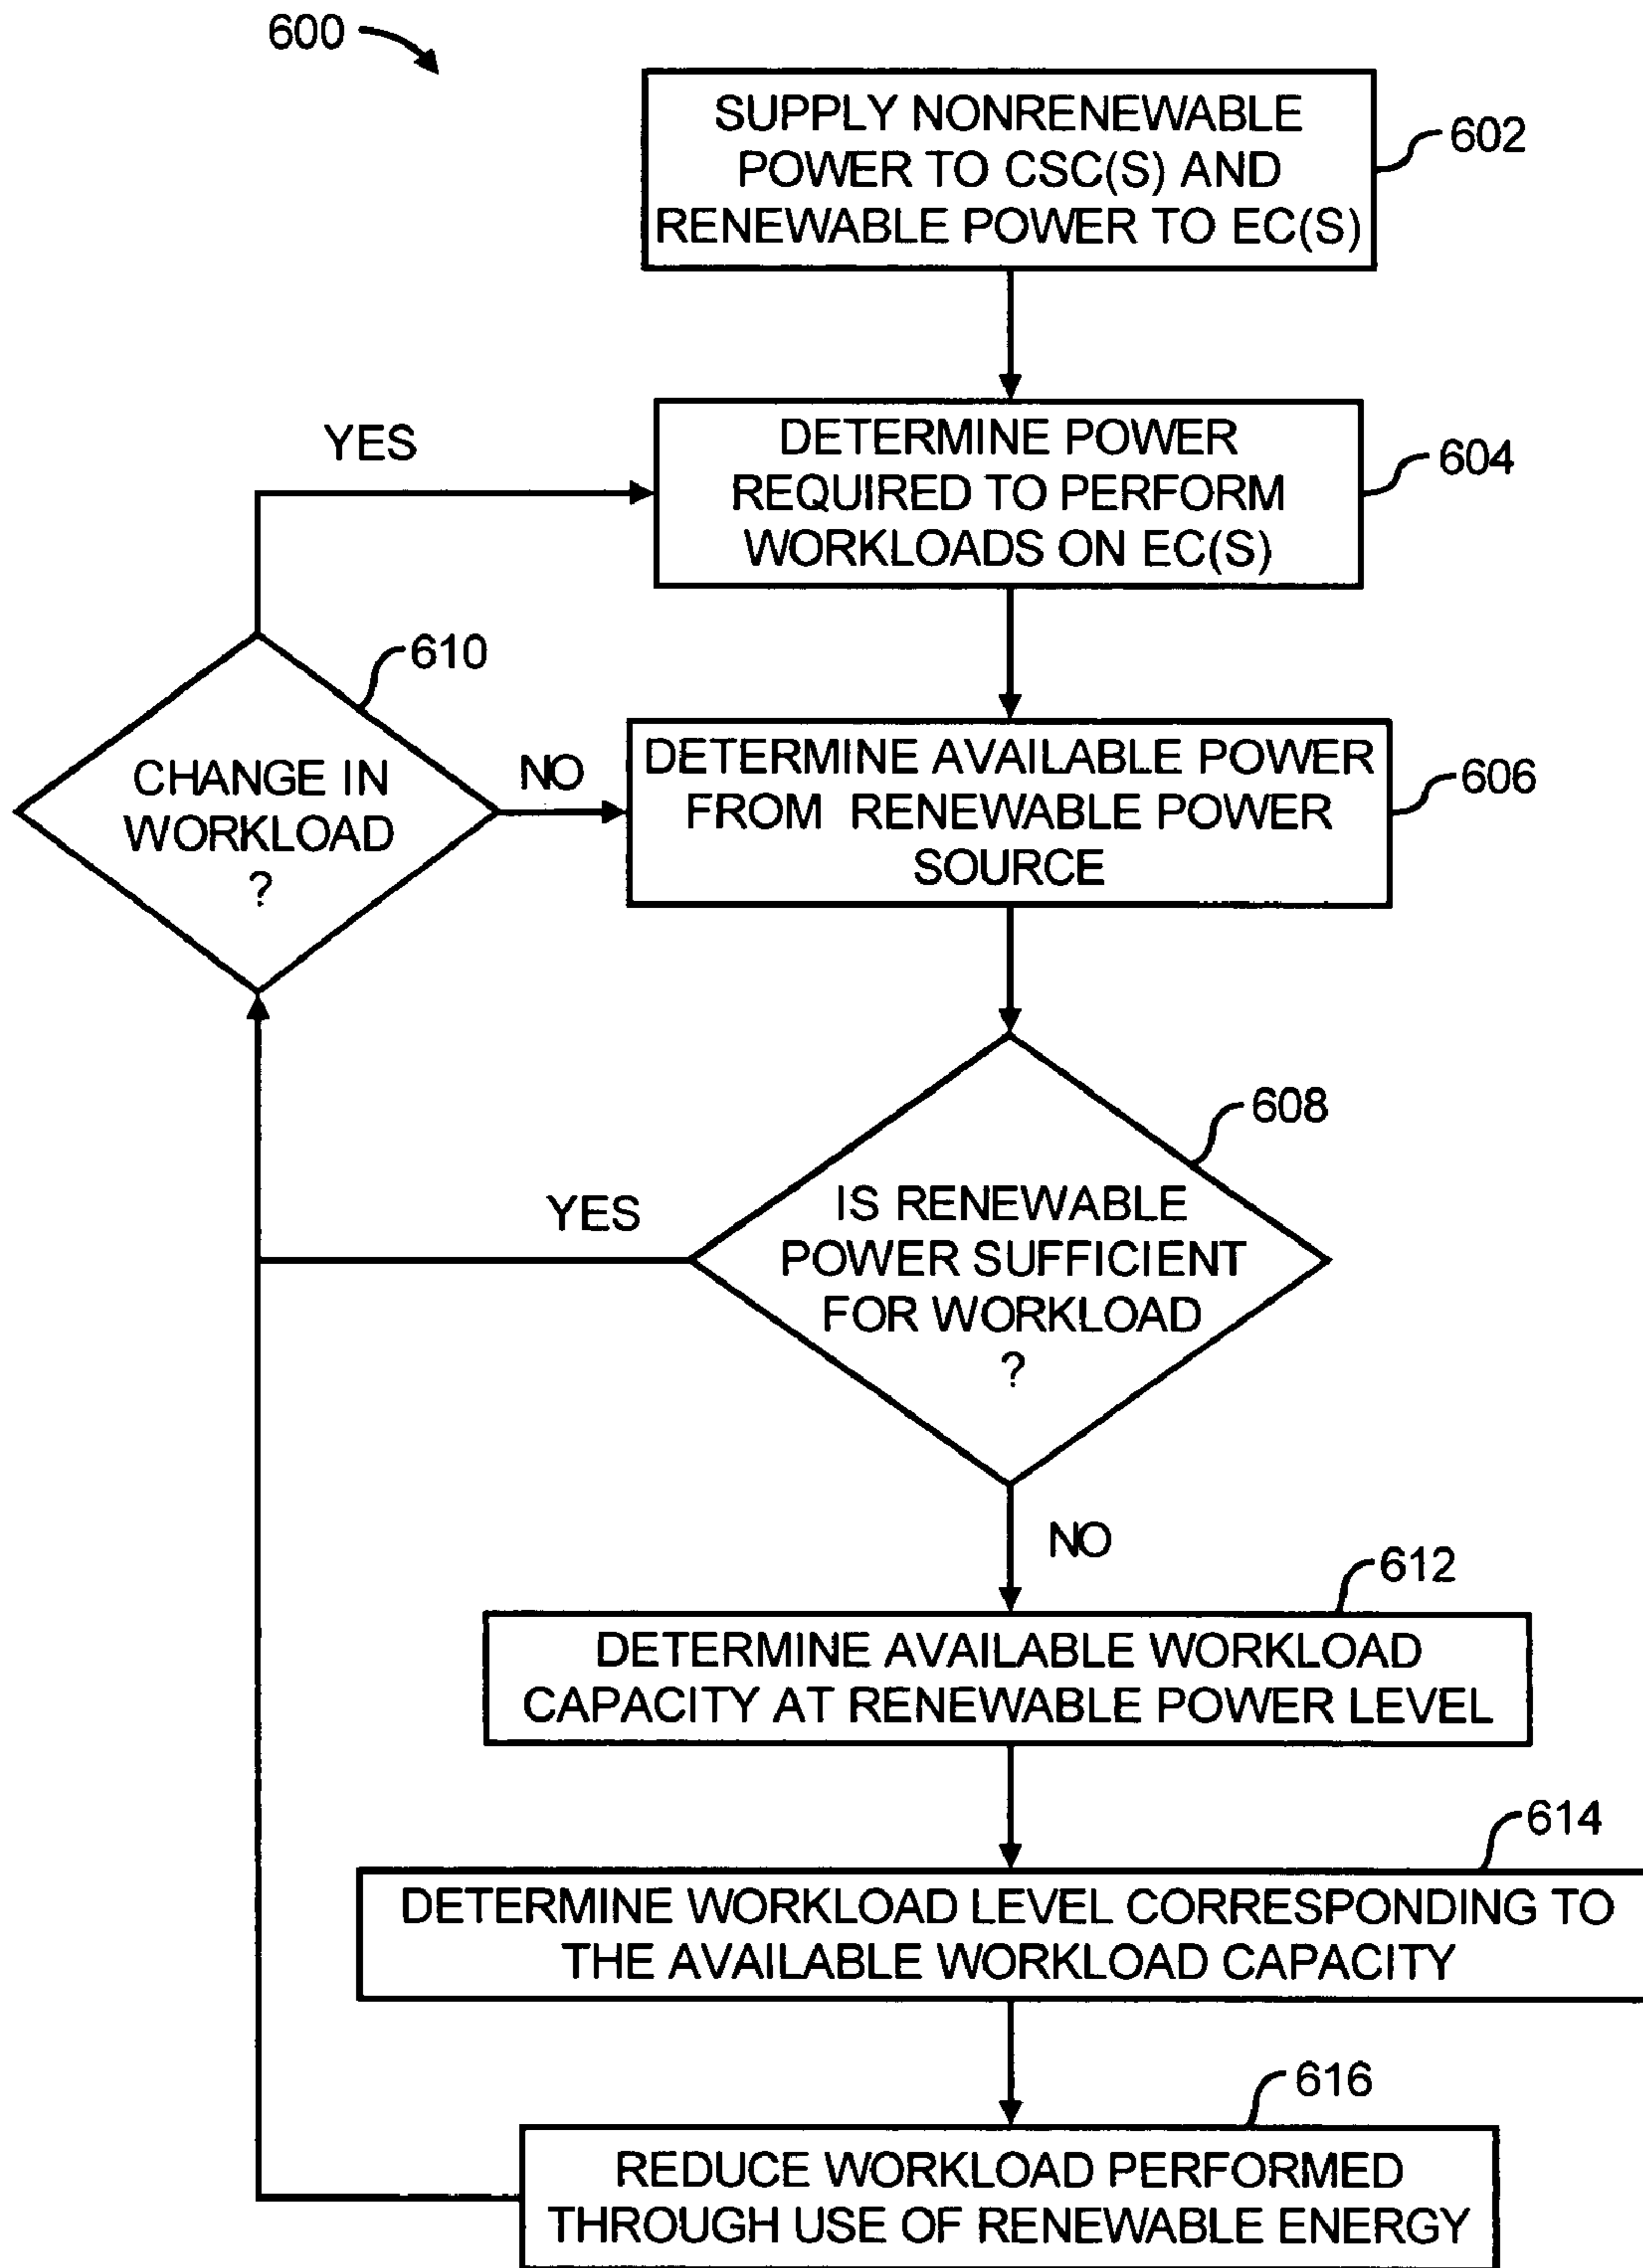 600
SUPPLY NONRENEWABLE
POWER TO CSC(S) AND
RENEWABLE POWER TO EC(S)
602
YES
DETERMINE POWER
REQUIRED TO PERFORM
WORKLOADS ON EC(S)
604
610
CHANGE IN
WORKLOAD
?
NO
DETERMINE AVAILABLE POWER
FROM RENEWABLE POWER
SOURCE
606
608
YES
IS RENEWABLE
POWER SUFFICIENT
FOR WORKLOAD
?
NO
612
DETERMINE AVAILABLE WORKLOAD
CAPACITY AT RENEWABLE POWER LEVEL
614
DETERMINE WORKLOAD LEVEL CORRESPONDING TO
THE AVAILABLE WORKLOAD CAPACITY
616
REDUCE WORKLOAD PERFORMED
THROUGH USE OF RENEWABLE ENERGY